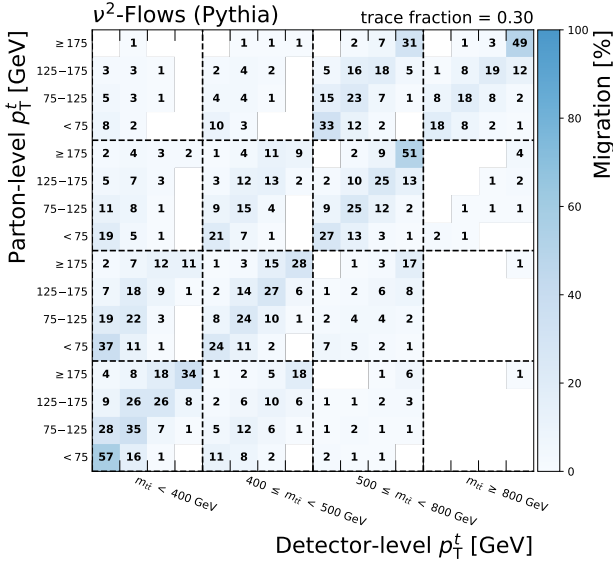 ν²-Flows (Pythia) trace fraction = 0.30
≥ 175 1 1 1 1 2 7 31 1 3 49
125−175 3 3 1 2 4 2 5 16 18 5 1 8 19 12
75−125 5 3 1 4 4 1 15 23 7 1 8 18 8 2
< 75 8 2 10 3 33 12 2 18 8 2 1
≥ 175 2 4 3 2 1 4 11 9 2 9 51 4
125−175 5 7 3 3 12 13 2 2 10 25 13 1 2
75−125 11 8 1 9 15 4 9 25 12 2 1 1 1
< 75 19 5 1 21 7 1 27 13 3 1 2 1
≥ 175 2 7 12 11 1 3 15 28 1 3 17 1
125−175 7 18 9 1 2 14 27 6 1 2 6 8
75−125 19 22 3 8 24 10 1 2 4 4 2
< 75 37 11 1 24 11 2 7 5 2 1
≥ 175 4 8 18 34 1 2 5 18 1 6 1
125−175 9 26 26 8 2 6 10 6 1 1 2 3
75−125 28 35 7 1 5 12 6 1 1 2 1 1
< 75 57 16 1 11 8 2 2 1 1
m_{tt̄} < 400 GeV 400 ≤ m_{tt̄} < 500 GeV 500 ≤ m_{tt̄} < 800 GeV m_{tt̄} ≥ 800 GeV
Detector-level p_T^t [GeV]
Parton-level p_T^t [GeV]
100
80
60
40
20
0
Migration [%]